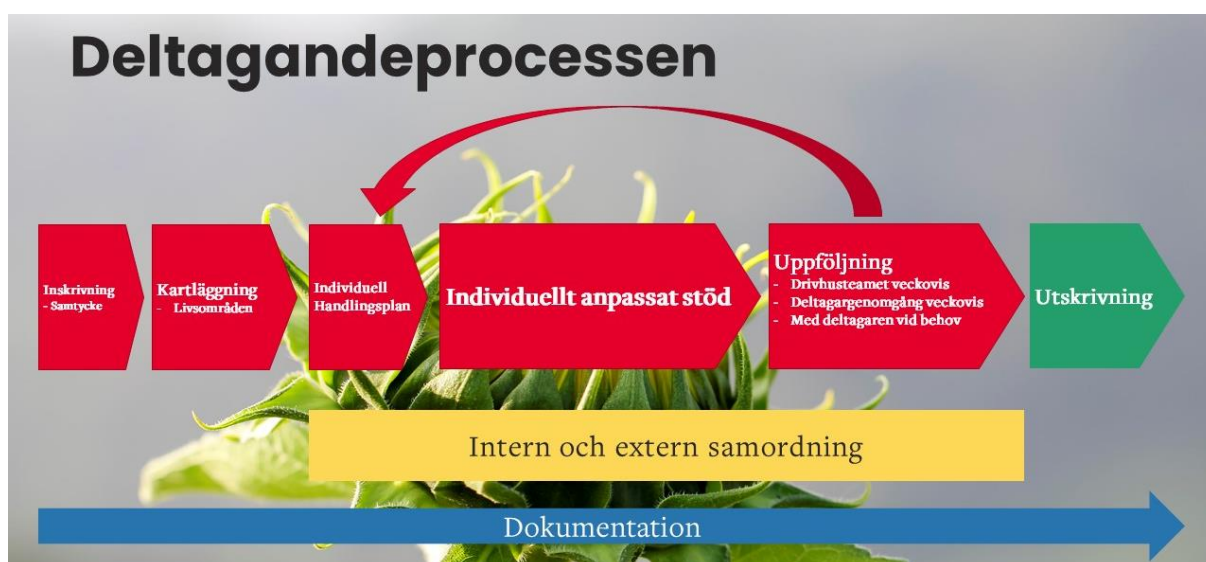 Deltagandeprocessen
Inskrivning
- Samtycke
Kartläggning
- Livsområden
Individuell
Handlingsplan
Individuellt anpassat stöd
Uppföljning
- Drivhusteamet veckovis
- Deltagargenomgång veckovis
- Med deltagaren vid behov
Utskrivning
Intern och extern samordning
Dokumentation